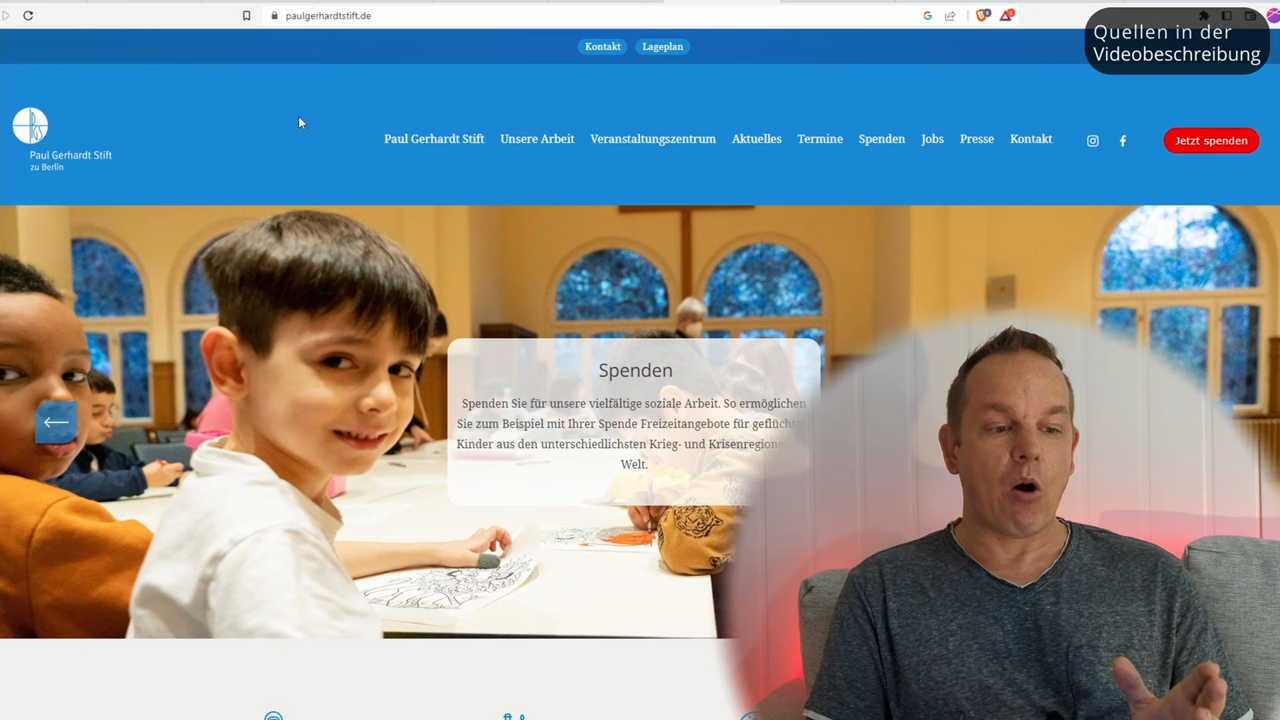 paulgerhardtstift.de
Quellen in der
Videobeschreibung
Kontakt
Lageplan
Paul Gerhardt Stift
zu Berlin
Paul Gerhardt Stift
Unsere Arbeit
Veranstaltungszentrum
Aktuelles
Termine
Spenden
Jobs
Presse
Kontakt
Jetzt spenden
Spenden
Spenden Sie für unsere vielfältige soziale Arbeit. So ermöglichen
Sie zum Beispiel mit Ihrer Spende Freizeitangebote für
Kinder aus den unterschiedlichsten Krieg- und
Welt.